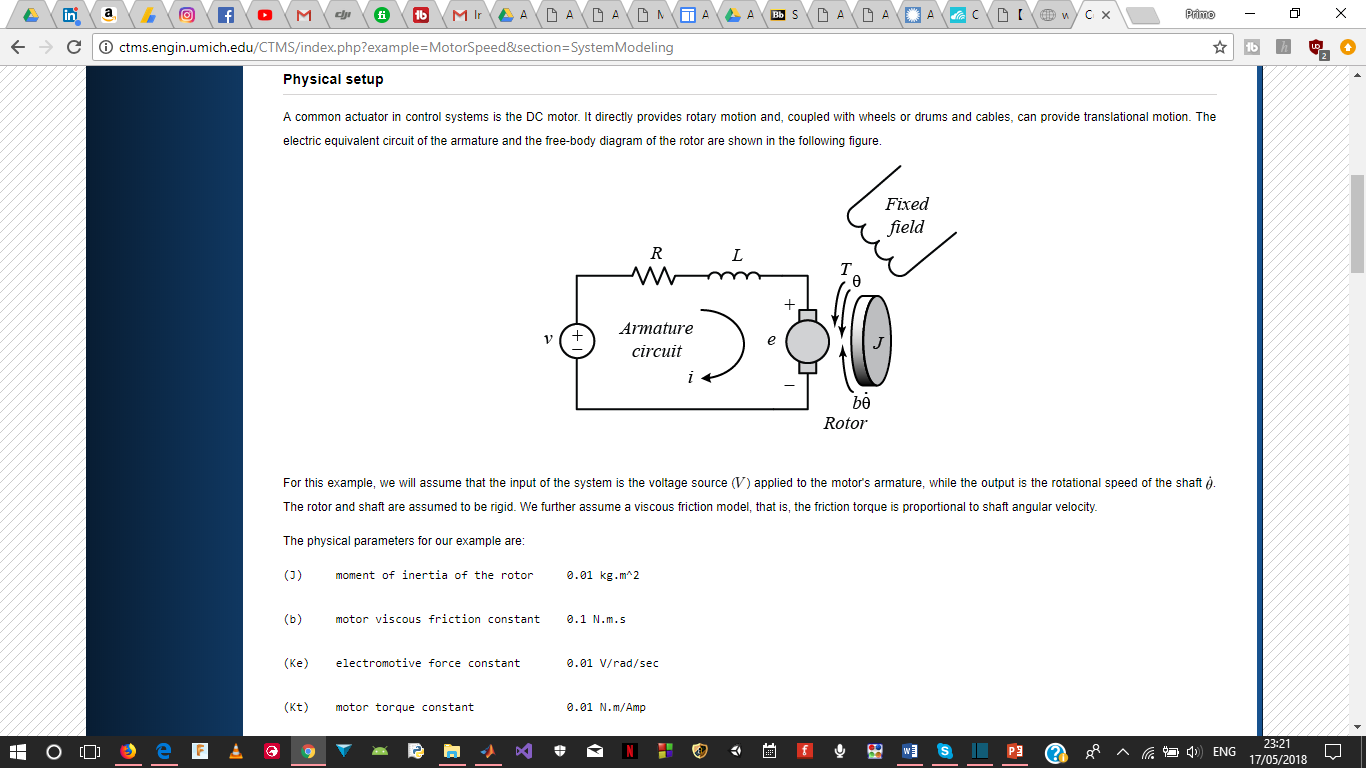 Primo
ctms.engin.umich.edu/CTMS/index.php?example=MotorSpeed&section=SystemModeling
Physical setup
A common actuator in control systems is the DC motor. It directly provides rotary motion and, coupled with wheels or drums and cables, can provide translational motion. The
electric equivalent circuit of the armature and the free-body diagram of the rotor are shown in the following figure.
Fixed
field
R
L
T
θ
+
v
+
−
Armature
circuit
e
J
i
−
bθ̇
Rotor
For this example, we will assume that the input of the system is the voltage source (V) applied to the motor's armature, while the output is the rotational speed of the shaft θ̇.
The rotor and shaft are assumed to be rigid. We further assume a viscous friction model, that is, the friction torque is proportional to shaft angular velocity.
The physical parameters for our example are:
(J) moment of inertia of the rotor 0.01 kg.m^2
(b) motor viscous friction constant 0.1 N.m.s
(Ke) electromotive force constant 0.01 V/rad/sec
(Kt) motor torque constant 0.01 N.m/Amp
ENG
23:21
17/05/2018